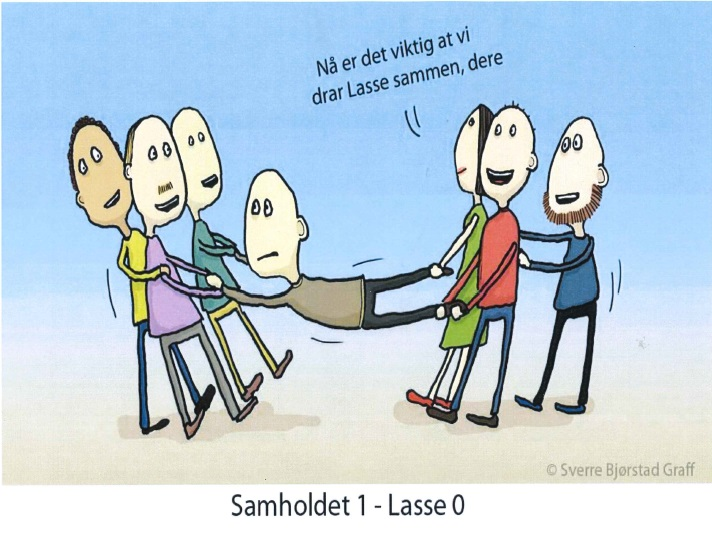 Nå er det viktig at vi
drar Lasse sammen, dere
© Sverre Bjørstad Graff
Samholdet 1 - Lasse 0